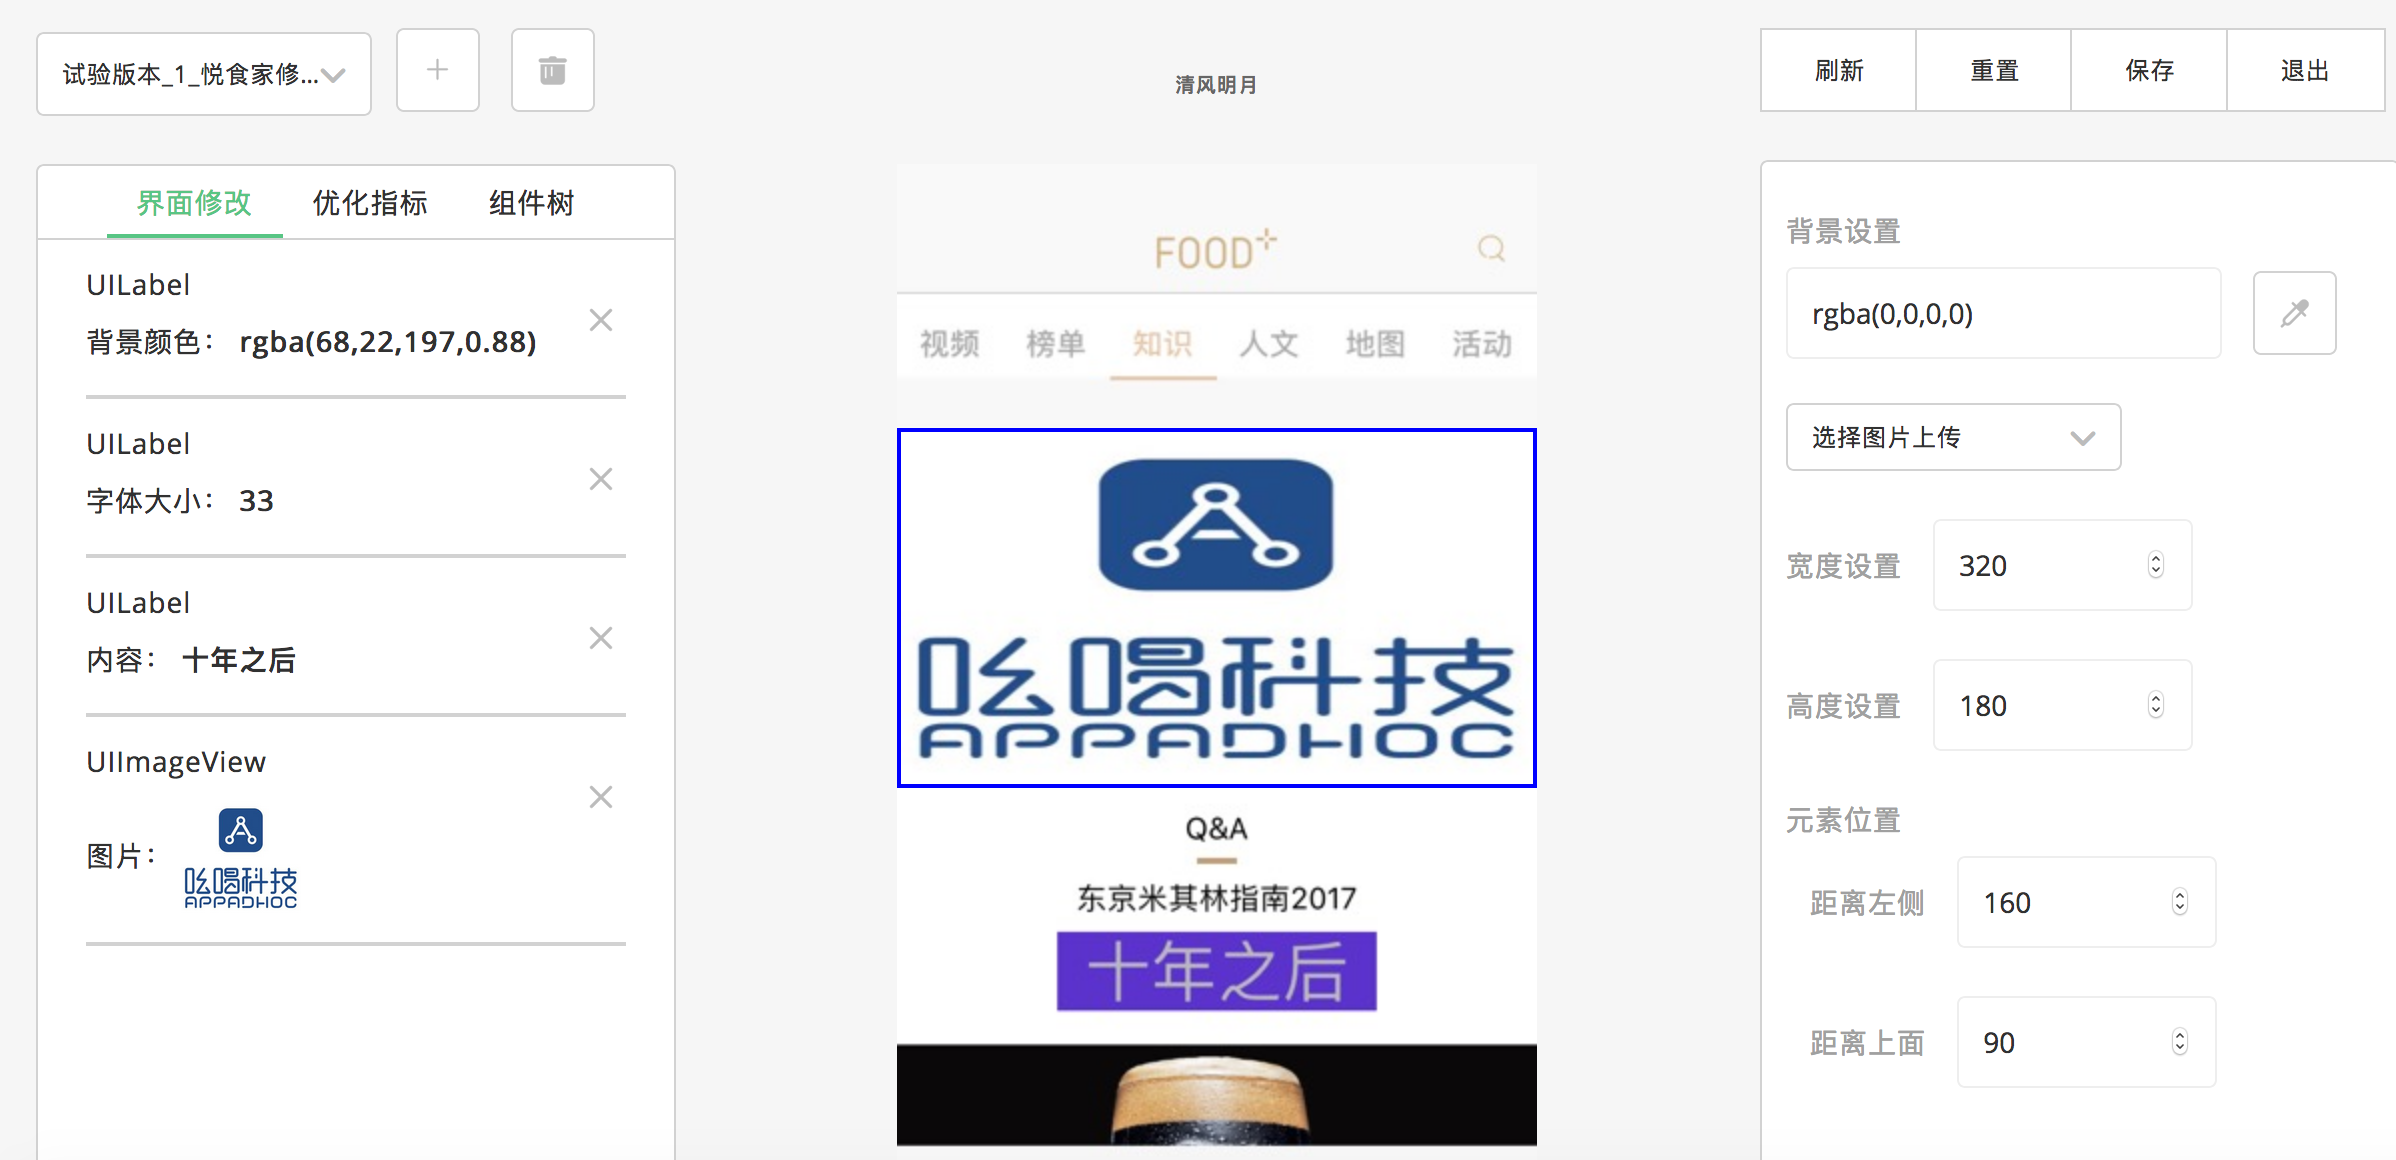 试验版本_1_悦食家修...
清风明月
刷新
重置
保存
退出
界面修改
优化指标
组件树
UILabel
背景颜色： rgba(68,22,197,0.88)
UILabel
字体大小： 33
UILabel
内容： 十年之后
UIImageView
图片：
吆喝科技
APPADHOC
FOOD+
视频
榜单
知识
人文
地图
活动
吆喝科技
APPADHOC
Q&A
东京米其林指南2017
十年之后
背景设置
rgba(0,0,0,0)
选择图片上传
宽度设置 320
高度设置 180
元素位置
距离左侧 160
距离上面 90